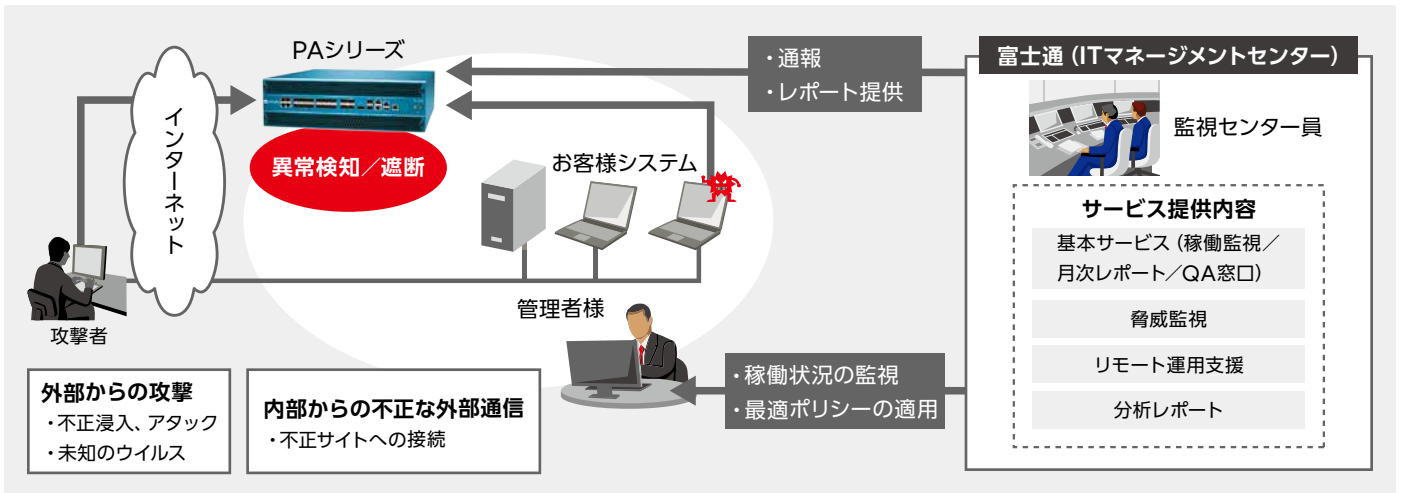 PAシリーズ
インターネット
異常検知／遮断
お客様システム
攻撃者
管理者様
外部からの攻撃
・不正浸入、アタック
・未知のウイルス
内部からの不正な外部通信
・不正サイトへの接続
・通報
・レポート提供
・稼働状況の監視
・最適ポリシーの適用
富士通（ITマネージメントセンター）
監視センター員
サービス提供内容
基本サービス（稼働監視／
月次レポート／QA窓口）
脅威監視
リモート運用支援
分析レポート